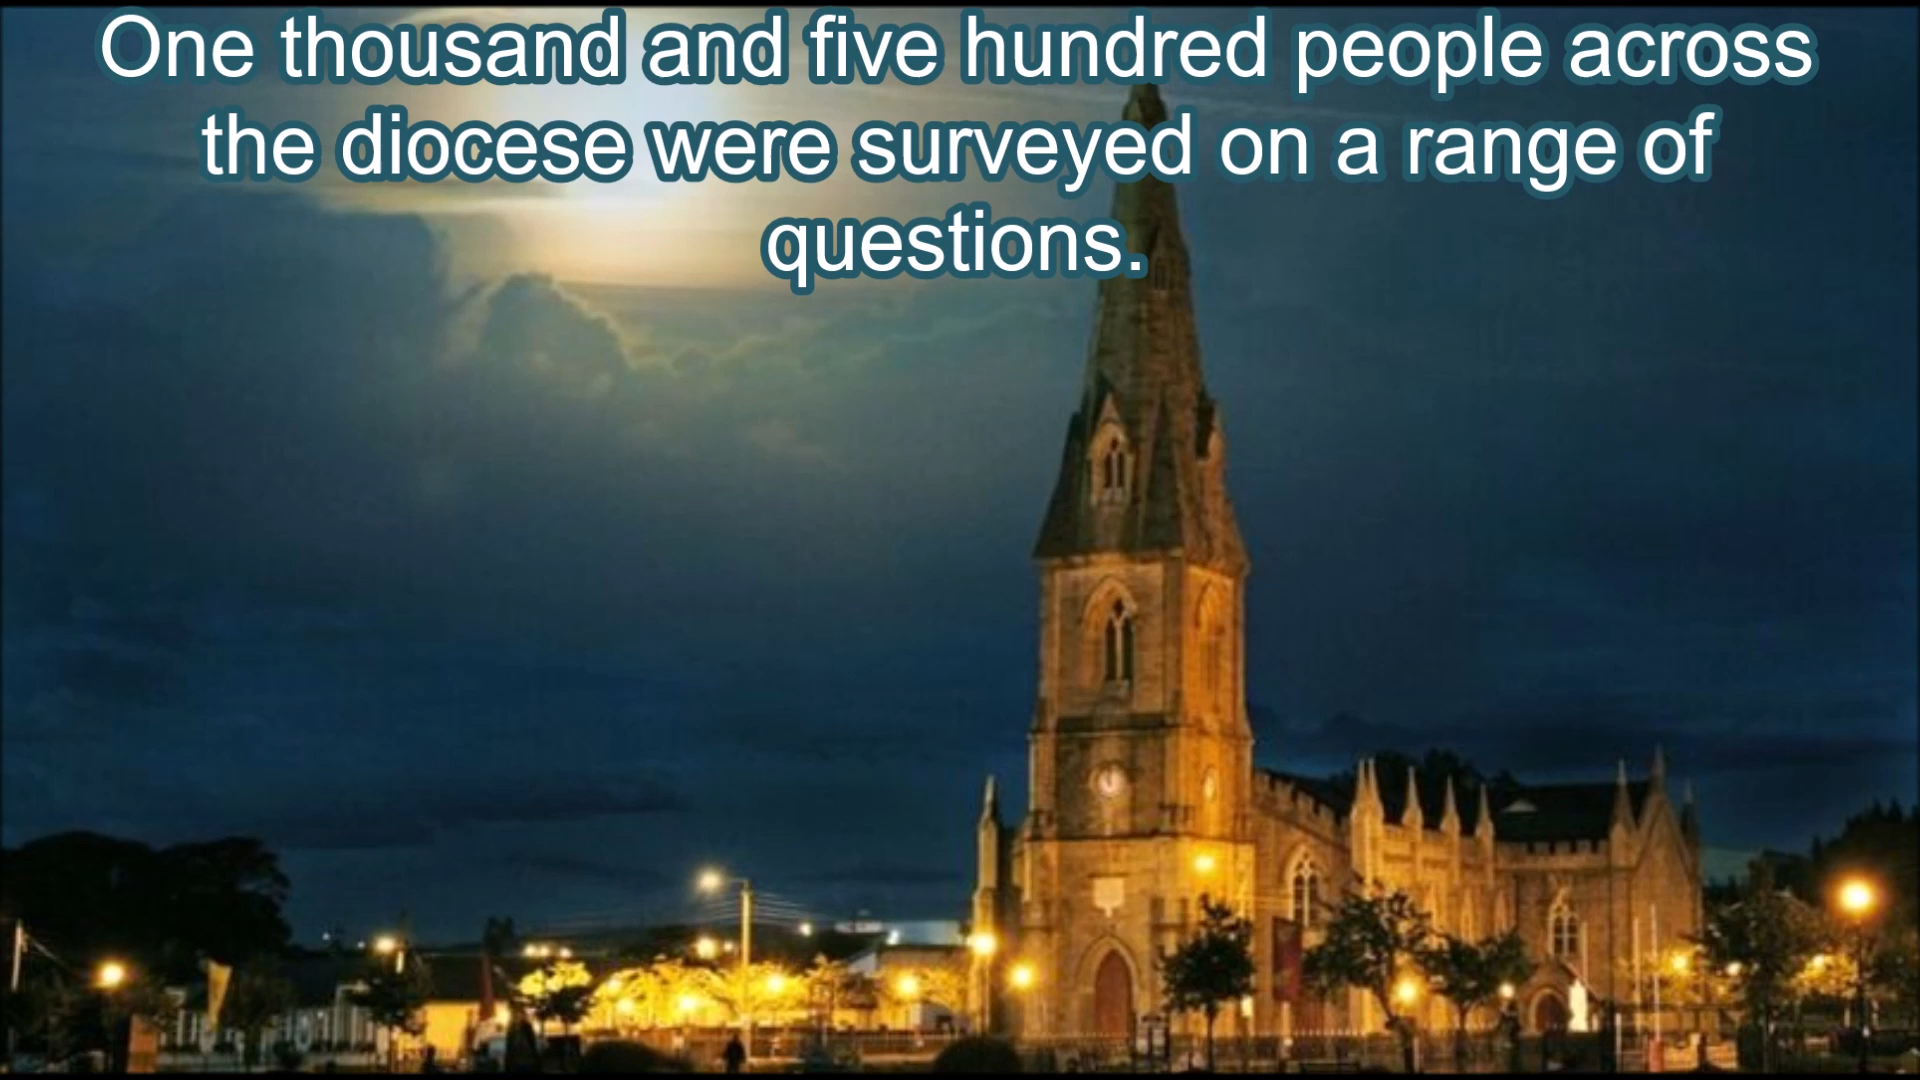 One thousand and five hundred people across
the diocese were surveyed on a range of
questions.